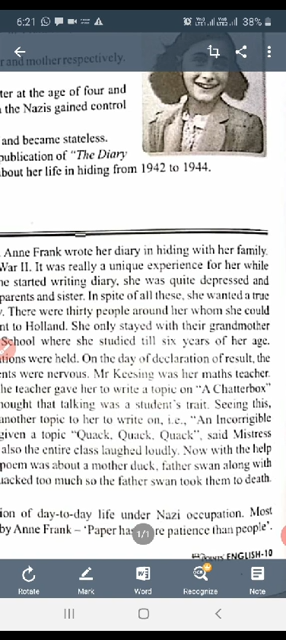 6:21
38%
r and mother respectively.
ter at the age of four and
the Nazis gained control
and became stateless.
publication of "The Diary
bout her life in hiding from 1942 to 1944.
Anne Frank wrote her diary in hiding with her family.
War II. It was really a unique experience for her while
he started writing diary, she was quite depressed and
parents and sister. In spite of all these, she wanted a true
There were thirty people around her whom she could
nt to Holland. She only stayed with their grandmother
School where she studied till six years of her age.
tions were held. On the day of declaration of result, the
ents were nervous. Mr Keesing was her maths teacher.
he teacher gave her to write a topic on "A Chatterbox"
hought that talking was a student's trait. Seeing this,
another topic to her to write on, i.e., "An Incorrigible
given a topic "Quack, Quack, Quack", said Mistress
also the entire class laughed loudly. Now with the help
poem was about a mother duck, father swan along with
uacked too much so the father swan took them to death.
ion of day-to-day life under Nazi occupation. Most
by Anne Frank – 'Paper has re patience than people'.
1/1
ENGLISH-10
Rotate Mark Word Recognize Note